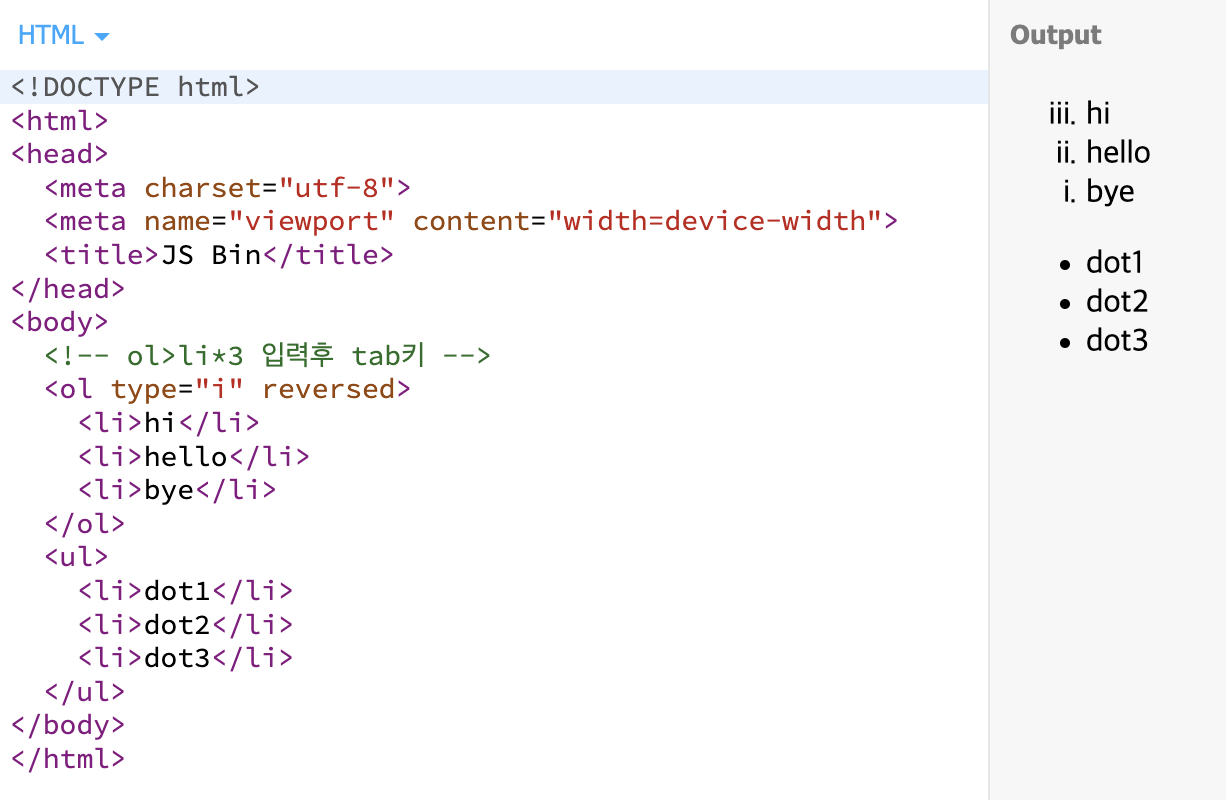 HTML
<!DOCTYPE html>
<html>
<head>
  <meta charset="utf-8">
  <meta name="viewport" content="width=device-width">
  <title>JS Bin</title>
</head>
<body>
  <!-- ol>li*3 입력후 tab키 -->
  <ol type="i" reversed>
    <li>hi</li>
    <li>hello</li>
    <li>bye</li>
  </ol>
  <ul>
    <li>dot1</li>
    <li>dot2</li>
    <li>dot3</li>
  </ul>
</body>
</html>
Output
iii. hi
ii. hello
i. bye
• dot1
• dot2
• dot3